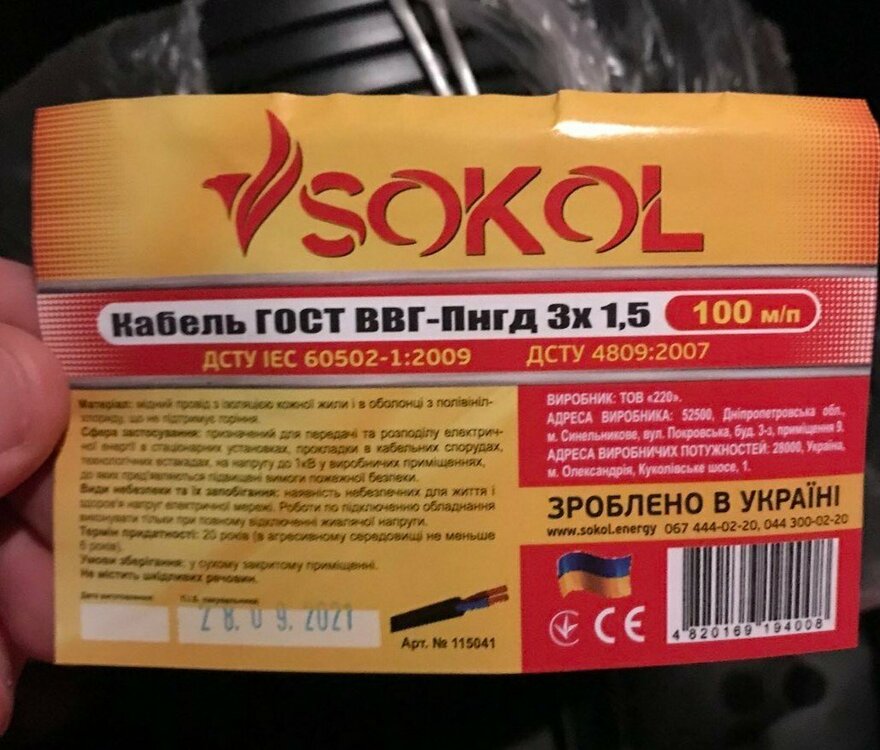 SOKOL
Кабель ГОСТ ВВГ-Пнгд 3х 1,5 100 м/п
ДСТУ ІЕС 60502-1:2009 ДСТУ 4809:2007
Матеріал: мідний провід з ізоляцією кожної жили і в оболонці з полівініл-
хлориду, що не підтримує горіння.
Сфера застосування: призначений для передачі та розподілу електрич-
ної енергії в стаціонарних установках, прокладки в кабельних спорудах,
технологічних естакадах, на напругу до 1кВ у виробничих приміщеннях,
до яких пред'являються підвищені вимоги пожежної безпеки.
Види небезпеки та їх запобігання: наявність небезпечних для життя і
здоров'я напруг електричної мережі. Роботи по підключенню обладнання
виконувати тільки при повному відключенні живлячої напруги.
Термін придатності: 20 років (в агресивному середовищі не меньше
6 років).
Умови зберігання: у сухому закритому приміщенні.
Не містить шкідливих речовин.
Дата виготовлення: П.І.Б. пакувальника:
28.09.2021
Арт. № 115041
ВИРОБНИК: ТОВ «220».
АДРЕСА ВИРОБНИКА: 52500, Дніпропетровська обл.,
м. Синельникове, вул. Покровська, буд. 3-з, приміщення 9.
АДРЕСА ВИРОБНИЧИХ ПОТУЖНОСТЕЙ: 28000, Україна,
м. Олександрія, Куколівське шосе, 1.
ЗРОБЛЕНО В УКРАЇНІ
www.sokol.energy 067 444-02-20, 044 300-02-20
CE
4 820169 194008